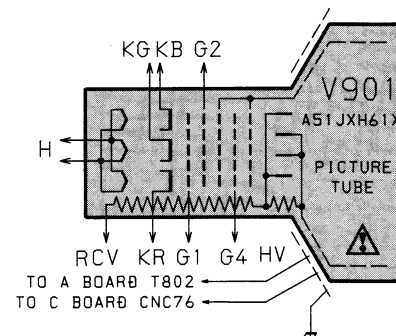 KG KB G2
V901
A51JXH61X
H
PICTURE
TUBE
RCV KR G1 G4 HV
TO A BOARD T802
TO C BOARD CNC76